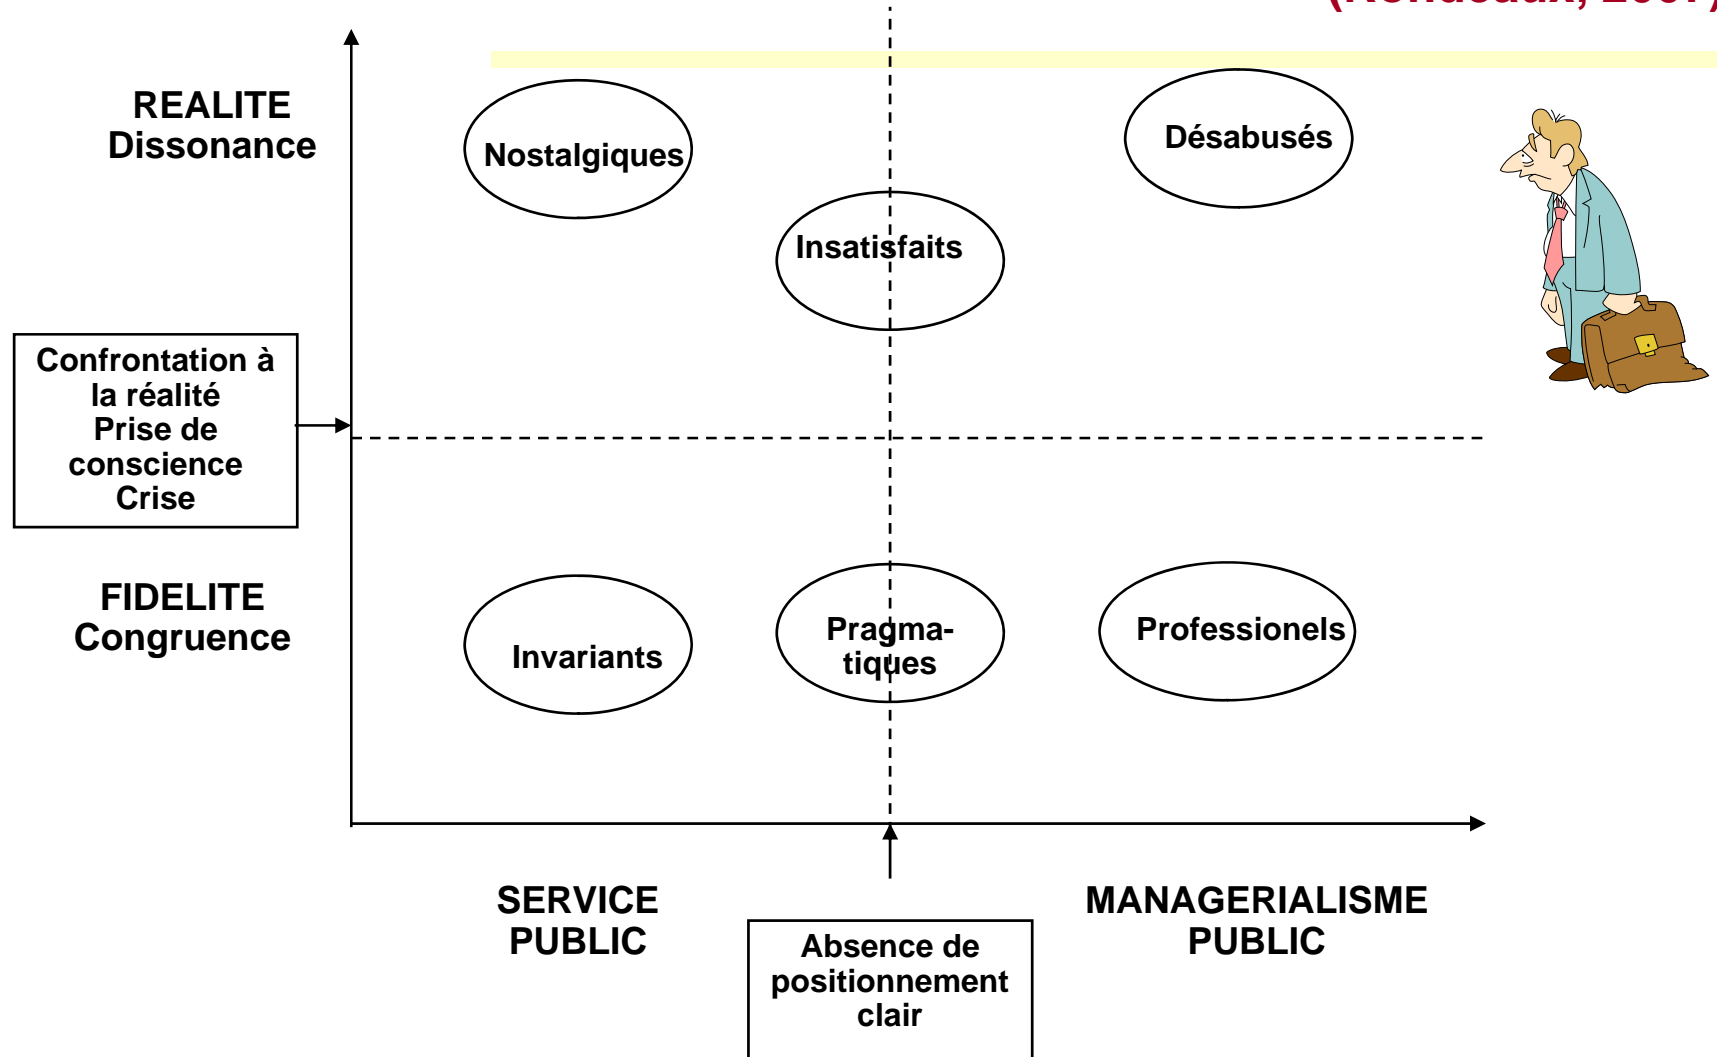 REALITE
Dissonance
Nostalgiques
Désabusés
Insatisfaits
Confrontation à
la réalité
Prise de
conscience
Crise
FIDELITE
Congruence
Invariants
Pragma-
tiques
Professionels
SERVICE
PUBLIC
MANAGERIALISME
PUBLIC
Absence de
positionnement
clair